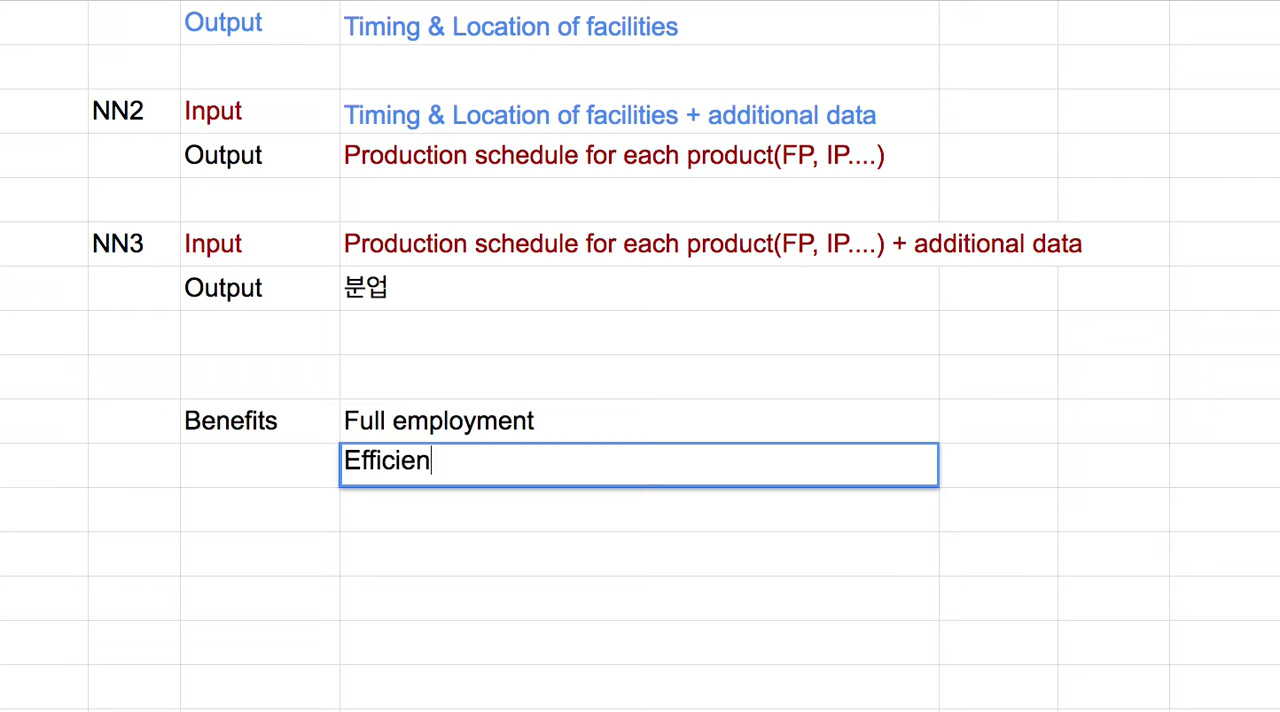 Output Timing & Location of facilities
NN2 Input Timing & Location of facilities + additional data
Output Production schedule for each product(FP, IP....)
NN3 Input Production schedule for each product(FP, IP....) + additional data
Output 분업
Benefits Full employment
Efficien